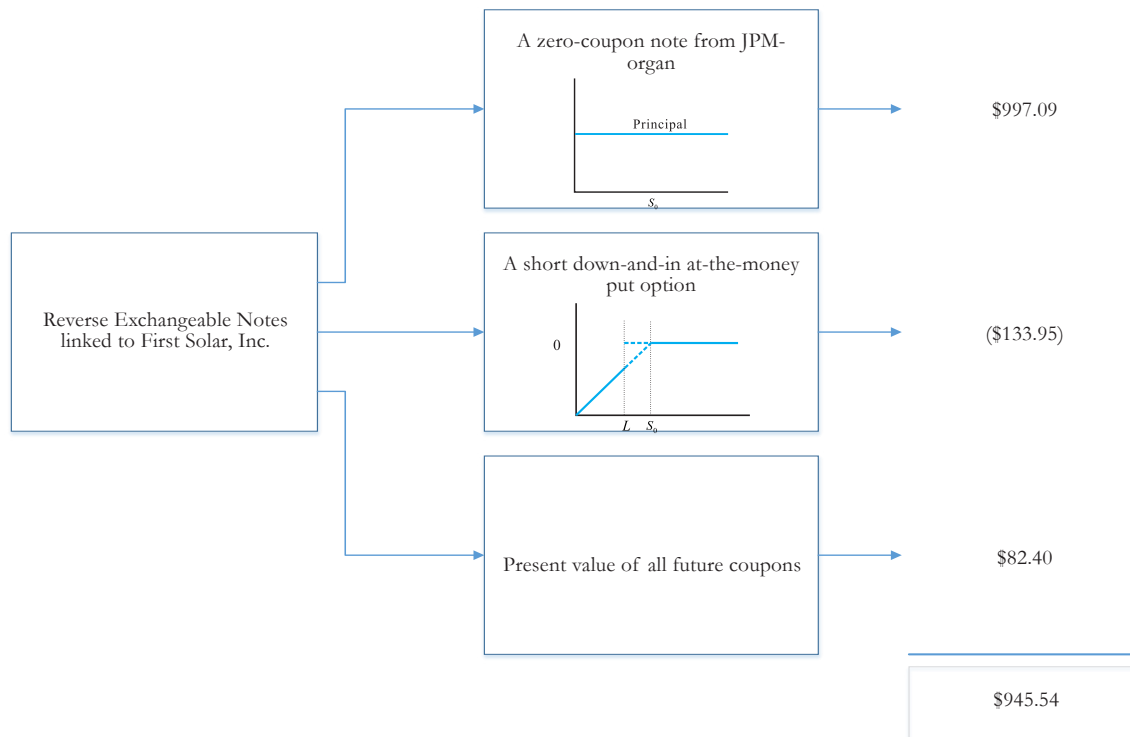 A zero-coupon note from JPM-
organ
Principal
S₀
$997.09
Reverse Exchangeable Notes
linked to First Solar, Inc.
A short down-and-in at-the-money
put option
0
L S₀
($133.95)
Present value of all future coupons
$82.40
$945.54